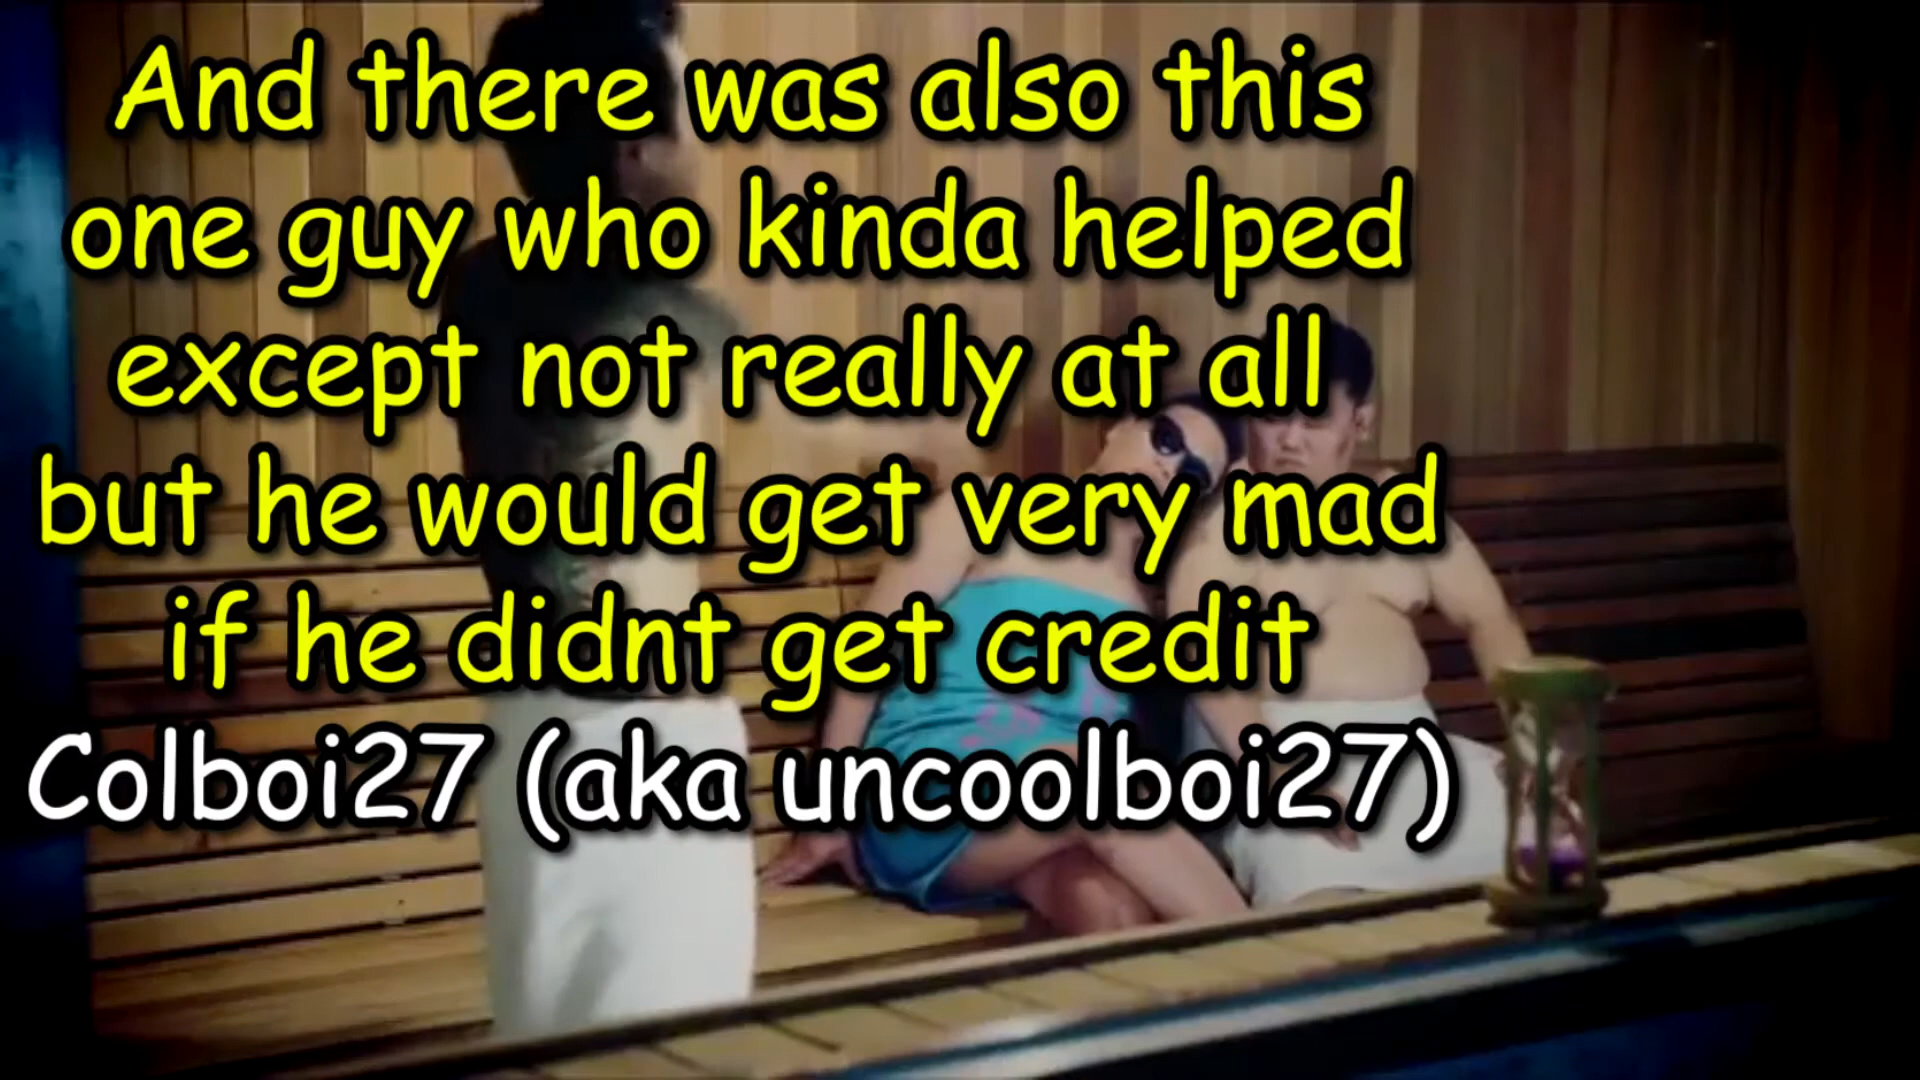 And there was also this
one guy who kinda helped
except not really at all
but he would get very mad
if he didnt get credit
Colboi27 (aka uncoolboi27)